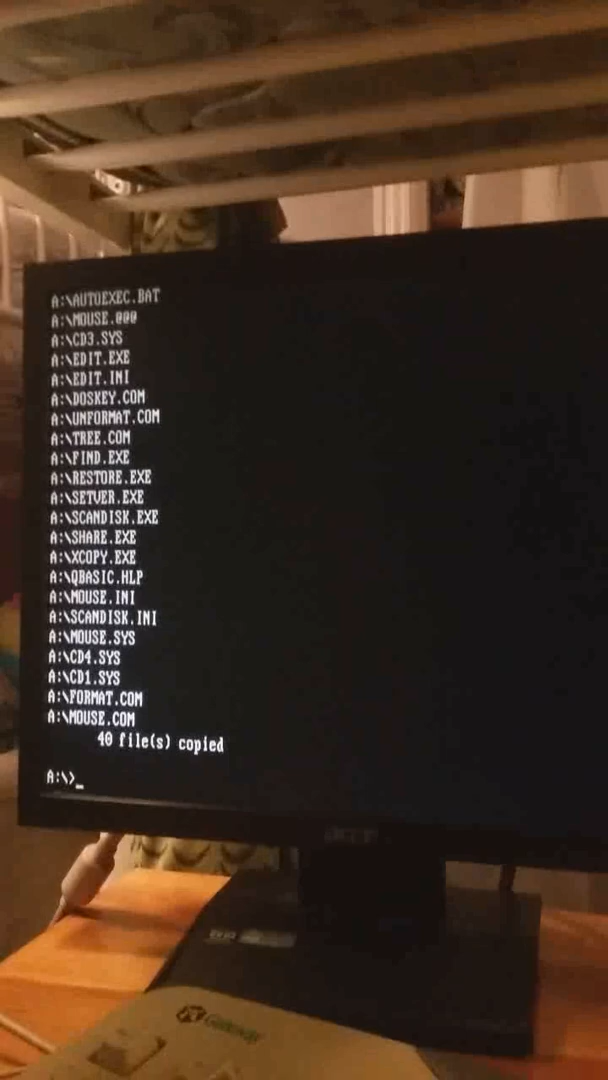 A:\AUTOEXEC.BAT
A:\MOUSE.@@@
A:\CD3.SYS
A:\EDIT.EXE
A:\EDIT.INI
A:\DOSKEY.COM
A:\UNFORMAT.COM
A:\TREE.COM
A:\FIND.EXE
A:\RESTORE.EXE
A:\SETVER.EXE
A:\SCANDISK.EXE
A:\SHARE.EXE
A:\XCOPY.EXE
A:\QBASIC.HLP
A:\MOUSE.INI
A:\SCANDISK.INI
A:\MOUSE.SYS
A:\CD4.SYS
A:\CD1.SYS
A:\FORMAT.COM
A:\MOUSE.COM
40 file(s) copied
A:\>_
acer
Gateway